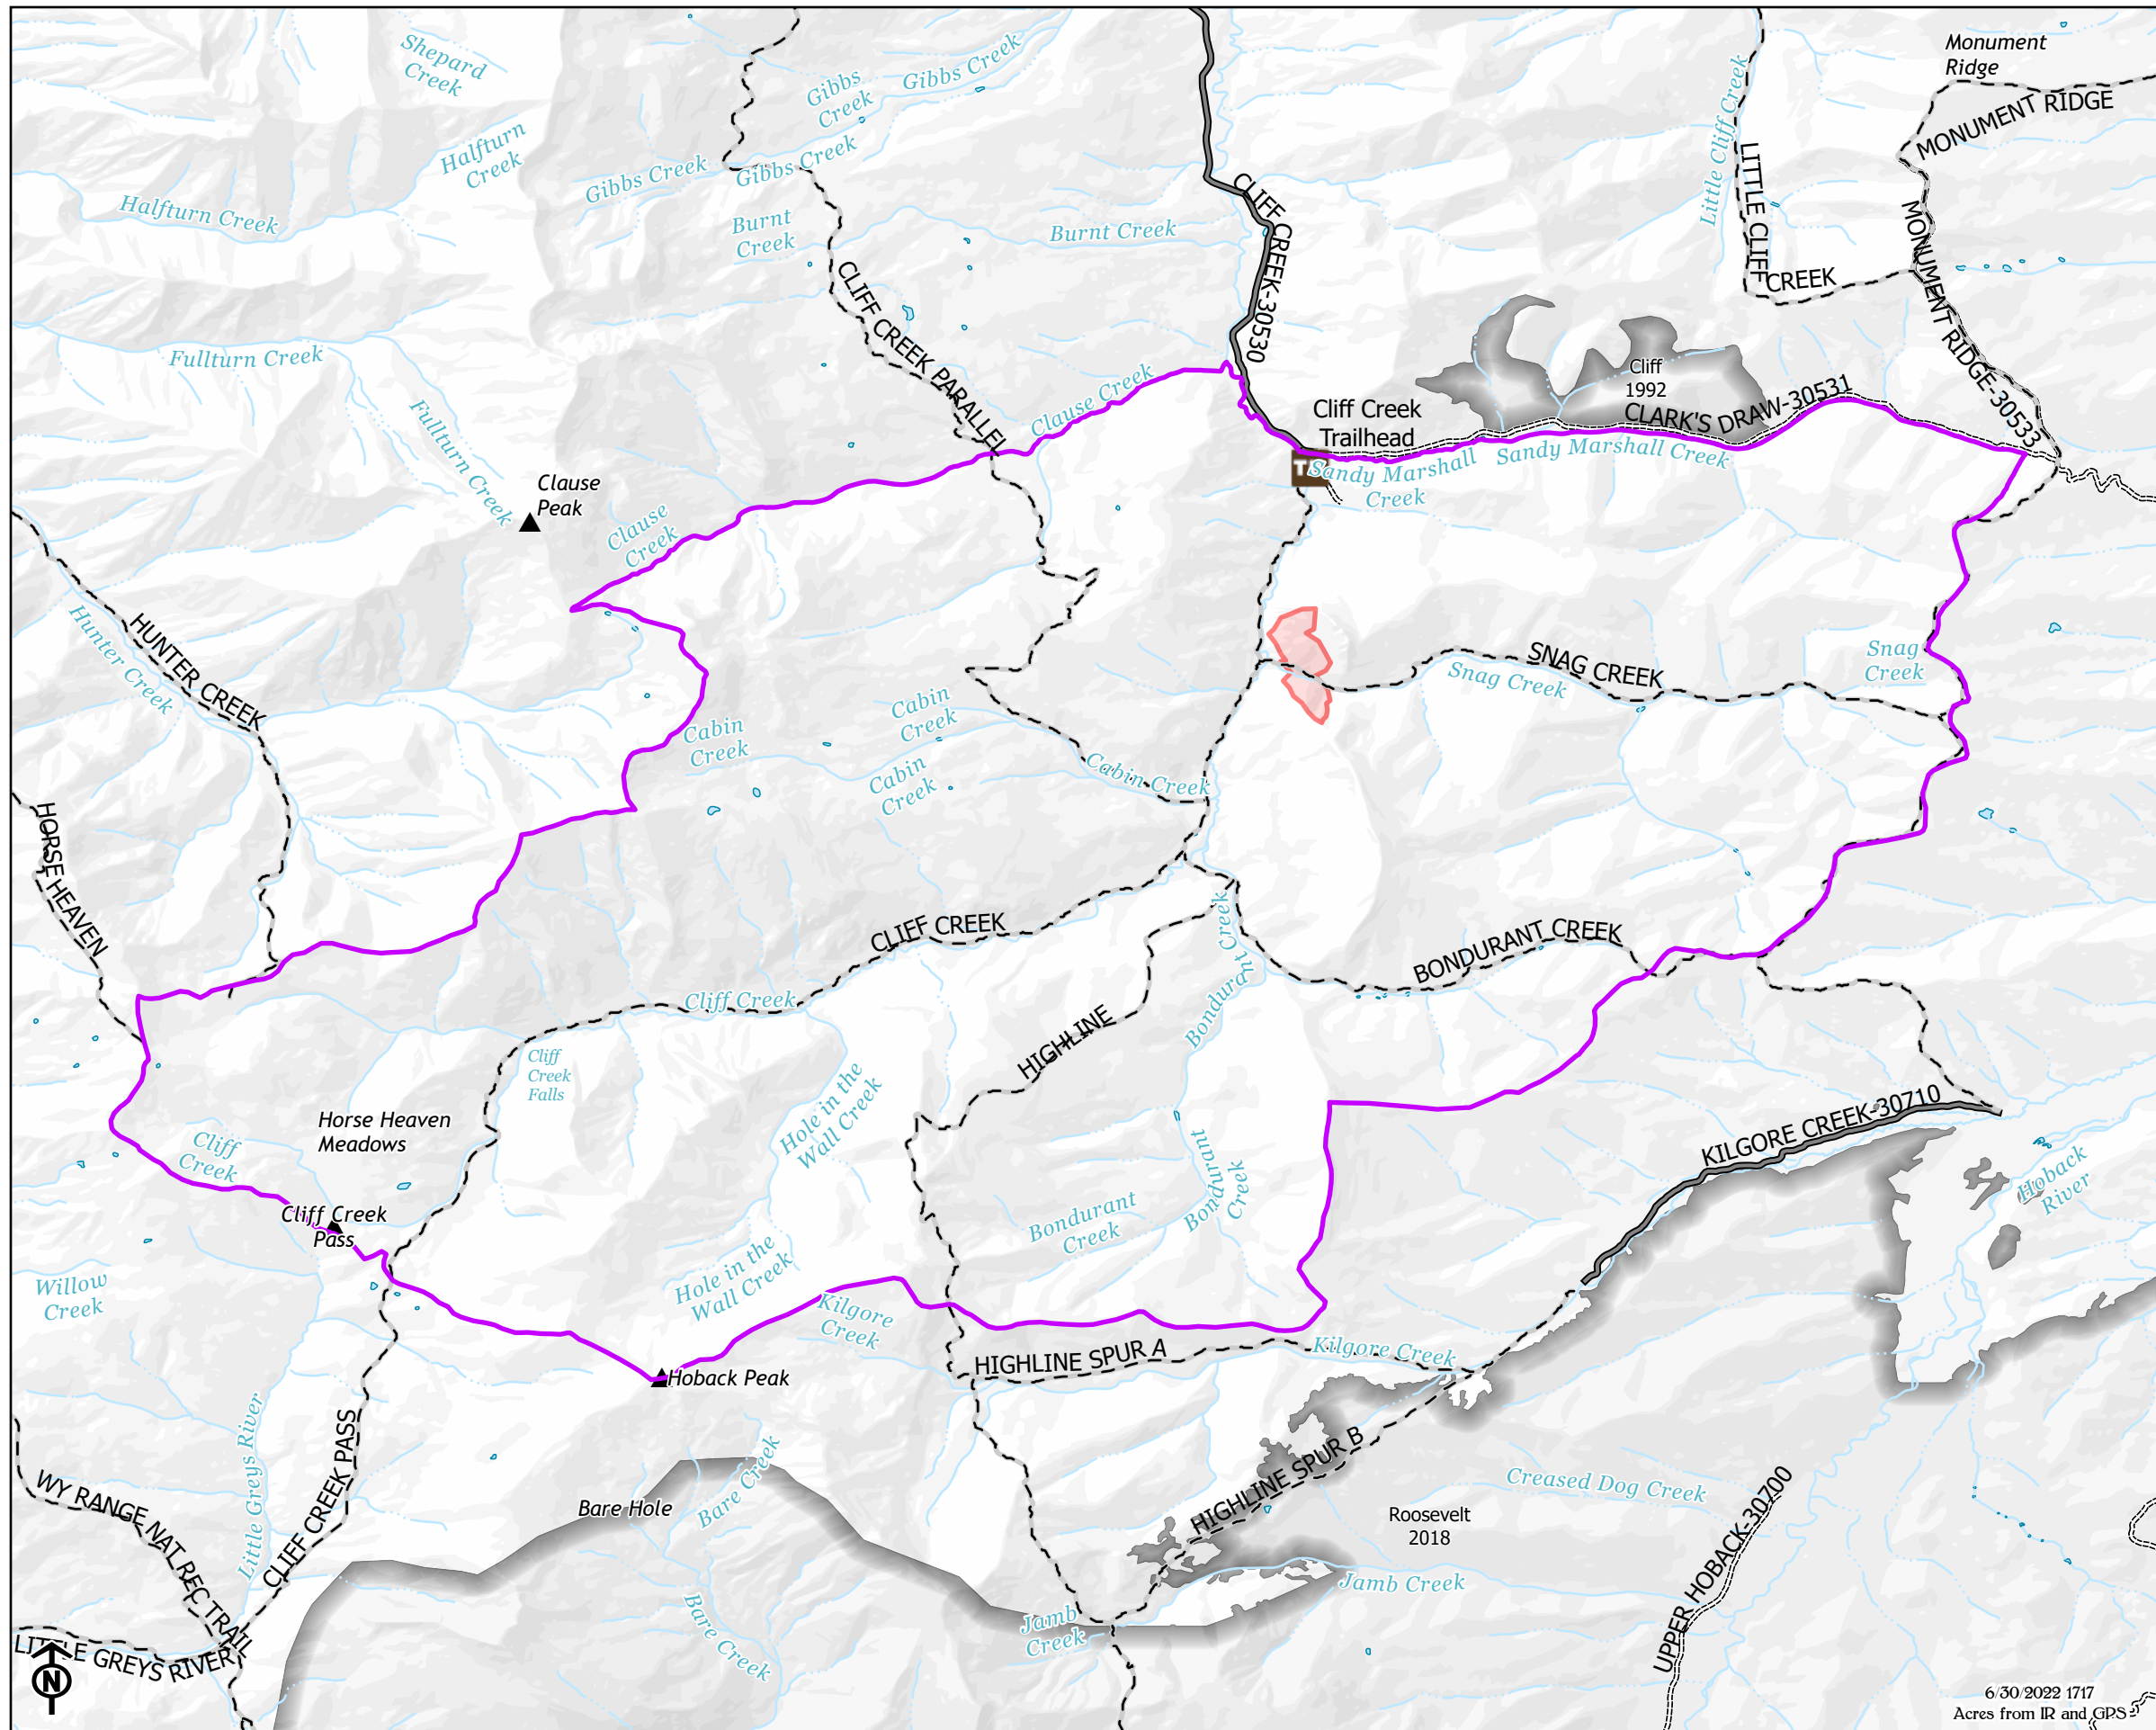 Shepard
Creek
Gibbs
Creek
Gibbs Creek
Monument
Ridge
MONUMENT RIDGE
Halfturn
Creek
Gibbs Creek
Gibbs Creek
Little Cliff Creek
LITTLE CLIFF
CREEK
Halfturn Creek
Burnt
Creek
Burnt Creek
CLIFF CREEK-30530
MONUMENT RIDGE-30533
Fullturn Creek
CLIFF CREEK PARALLEL
Clause Creek
Cliff
1992
CLARK'S DRAW-30531
Cliff Creek
Trailhead
T
Sandy Marshall
Creek
Sandy Marshall Creek
Fullturn Creek
Clause
Peak
Clause
Creek
Hunter Creek
HUNTER CREEK
SNAG CREEK
Snag Creek
Snag
Creek
Cabin
Creek
Cabin
Creek
Cabin
Creek
Cabin Creek
HORSE HEAVEN
CLIFF CREEK
Cliff Creek
Bondurant Creek
BONDURANT CREEK
HIGHLINE
Cliff
Creek
Falls
Horse Heaven
Meadows
Hole in the
Wall Creek
Cliff
Creek
Bondurant
Creek
Bondurant
Creek
KILGORE CREEK-30710
Hoback
River
Cliff Creek
Pass
Willow
Creek
Hole in the
Wall Creek
Kilgore
Creek
HIGHLINE SPUR A
Kilgore Creek
Hoback Peak
Little Greys River
CLIFF CREEK PASS
WY RANGE NAT REC TRAIL
LITTLE GREYS RIVER
Bare Hole
Bare Creek
Bare Creek
HIGHLINE SPUR B
Roosevelt
2018
Creased Dog Creek
UPPER HOBACK-30700
Jamb Creek
Jamb
Creek
N
6/30/2022 1717
Acres from IR and GPS